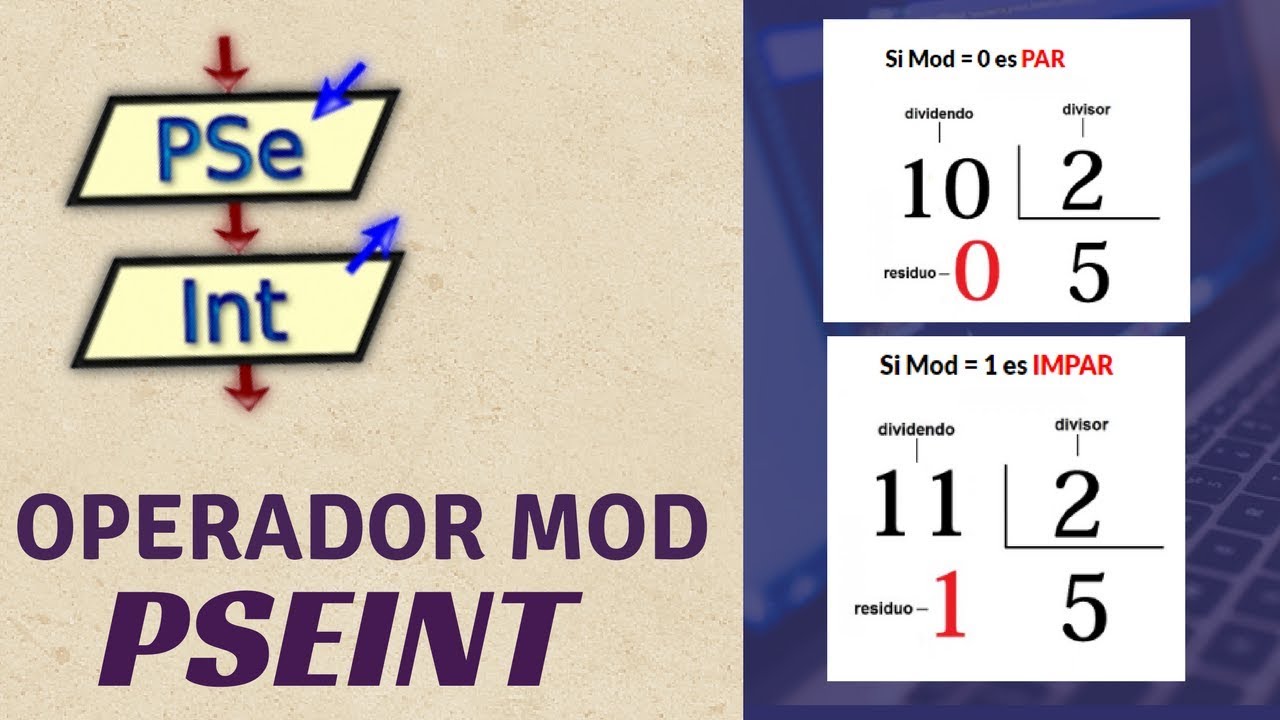 PSe
Int
OPERADOR MOD
PSEINT
Si Mod = 0 es PAR
dividendo
divisor
10 2
residuo – 0 5
Si Mod = 1 es IMPAR
dividendo
divisor
11 2
residuo – 1 5